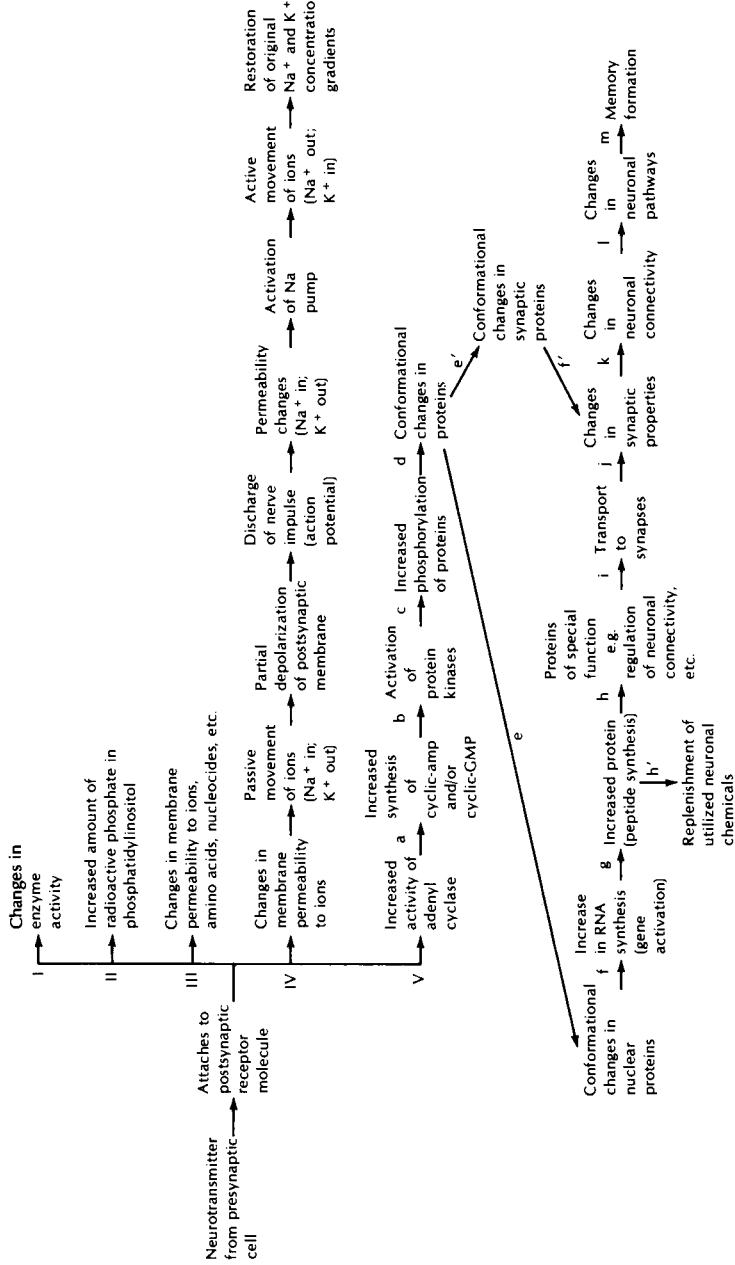 Neurotransmitter
from presynaptic
cell
Attaches to
postsynaptic
receptor
molecule
I
Changes in
enzyme
activity
II
Increased amount of
radioactive phosphate in
phosphatidylinositol
III
Changes in membrane
permeability to ions,
amino acids, nucleocides, etc.
IV
Changes in
membrane
permeability
to ions
Passive
movement
of ions
(Na+ in;
K+ out)
Partial
depolarization
of postsynaptic
membrane
Discharge
of nerve
impulse
(action
potential)
Permeability
changes
(Na+ in;
K+ out)
Activation
of Na
pump
Active
movement
of ions
(Na+ out;
K+ in)
Restoration
of original
Na+ and K+
concentratio
gradients
V
Increased
activity of
adenyl
cyclase
a
Increased
synthesis
of
cyclic-amp
and/or
cyclic-GMP
b
Activation
of
protein
kinases
c
Increased
phosphorylation
of proteins
d
Conformational
changes in
proteins
e
e'
Conformational
changes in
synaptic
proteins
f'
Conformational
changes in
nuclear
proteins
f
Increase
in RNA
synthesis
(gene
activation)
g
Increased protein
(peptide synthesis)
h'
Replenishment of
utilized neuronal
chemicals
h
Proteins
of special
function
e.g.
regulation
of neuronal
connectivity,
etc.
i
Transport
to
synapses
j
Changes
in
synaptic
properties
k
Changes
in
neuronal
connectivity
l
Changes
in
neuronal
pathways
m
Memory
formation